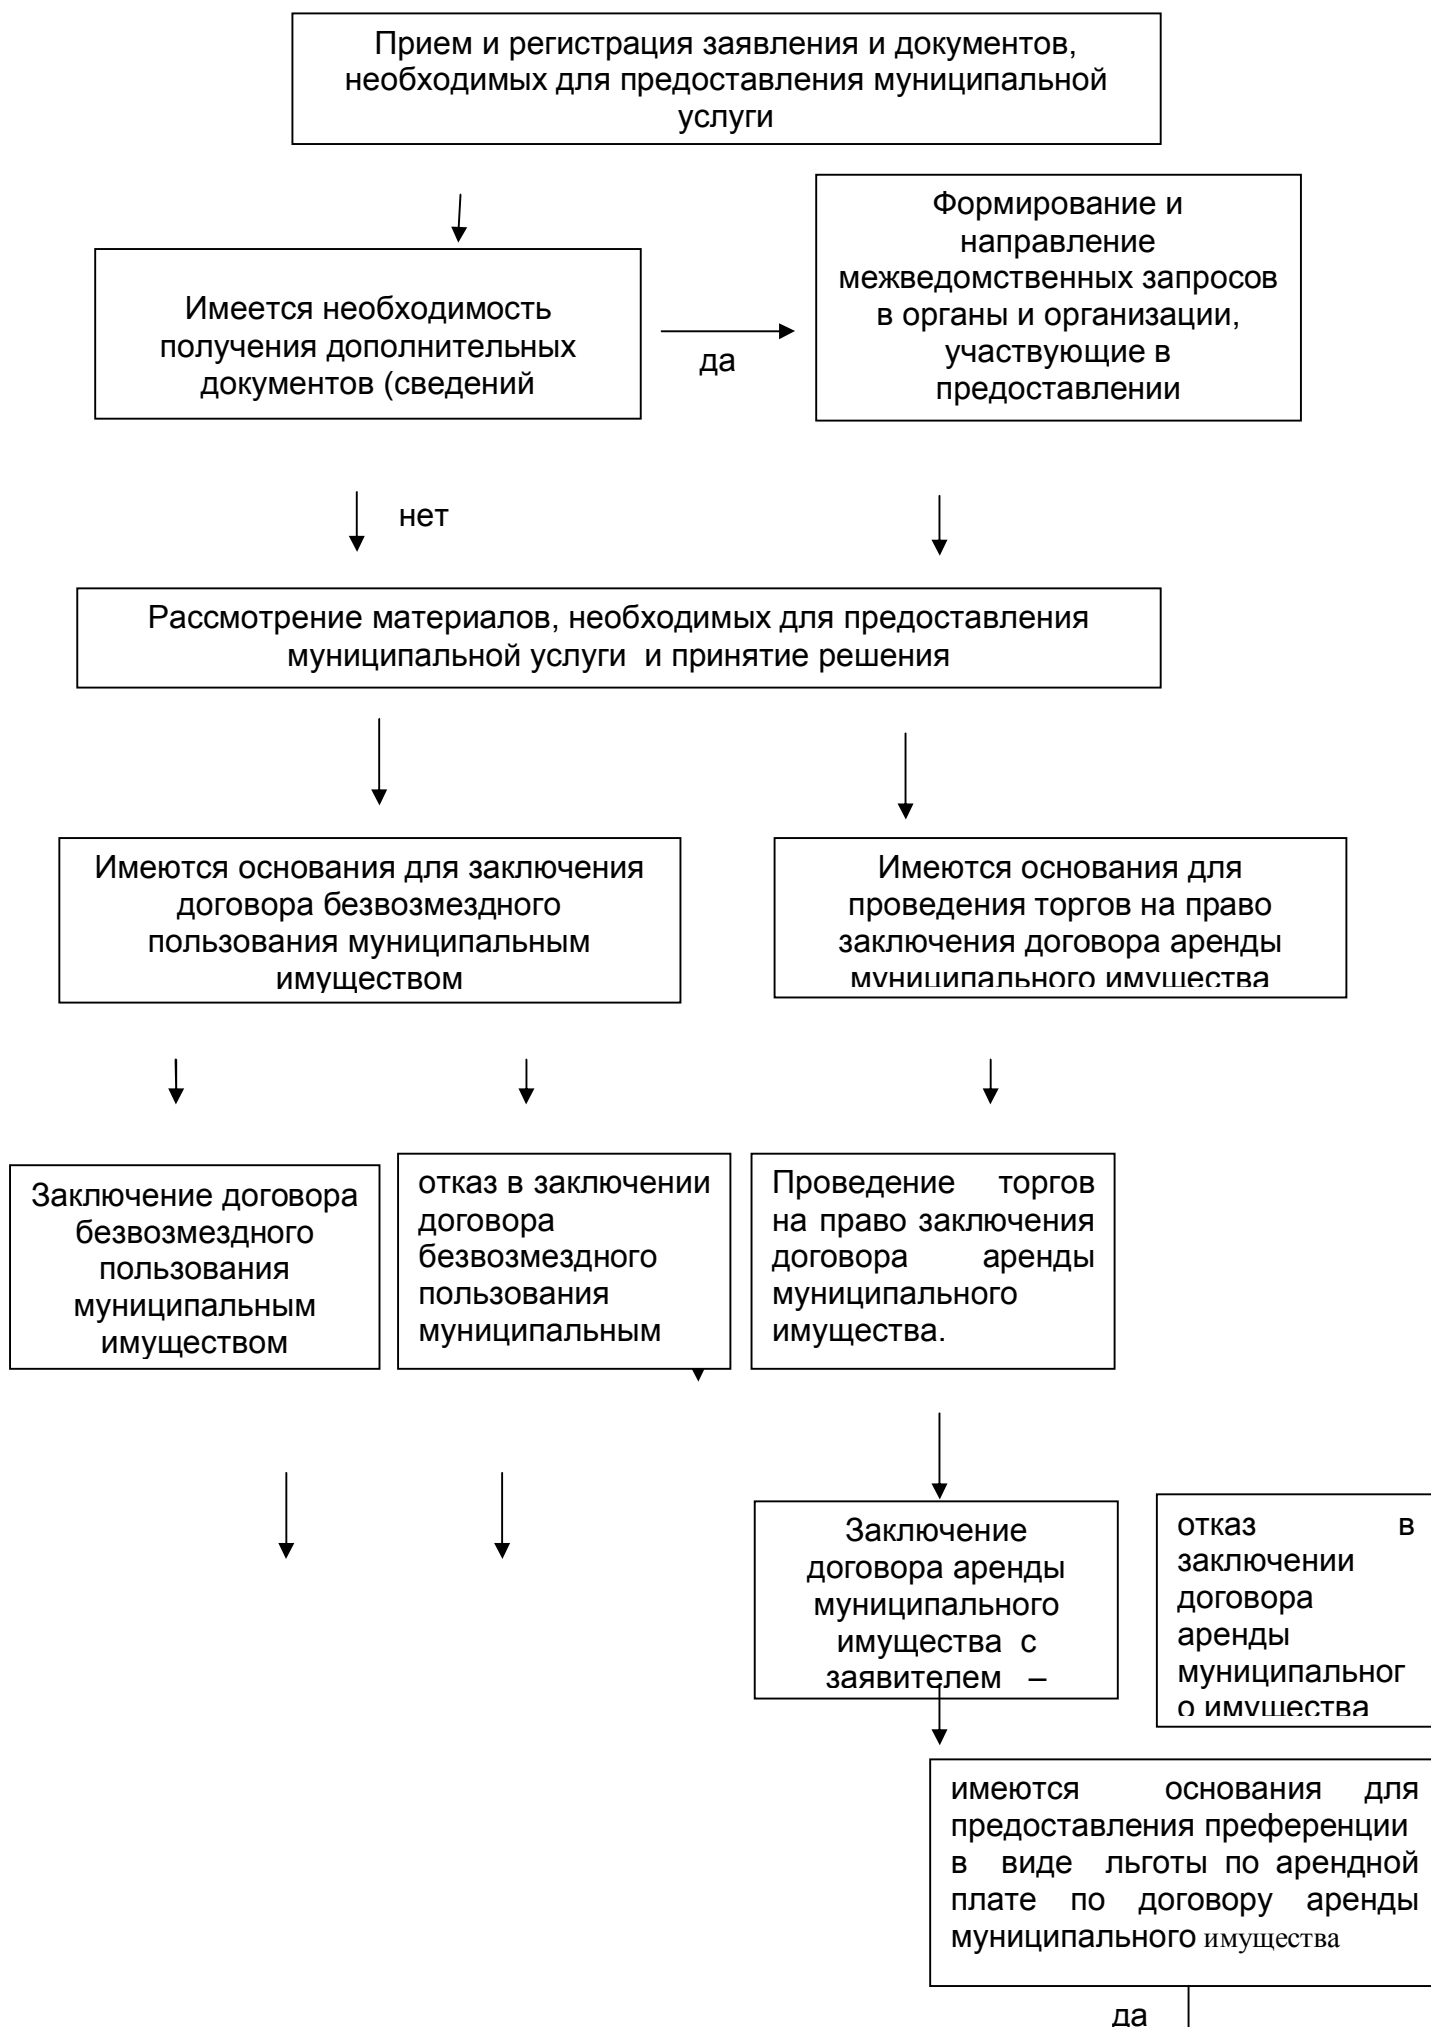 Прием и регистрация заявления и документов,
необходимых для предоставления муниципальной
услуги
Имеется необходимость
получения дополнительных
документов (сведений
да
Формирование и
направление
межведомственных запросов
в органы и организации,
участвующие в
предоставлении
нет
Рассмотрение материалов, необходимых для предоставления
муниципальной услуги и принятие решения
Имеются основания для заключения
договора безвозмездного
пользования муниципальным
имуществом
Имеются основания для
проведения торгов на право
заключения договора аренды
муниципального имущества
Заключение договора
безвозмездного
пользования
муниципальным
имуществом
отказ в заключении
договора
безвозмездного
пользования
муниципальным
Проведение торгов
на право заключения
договора аренды
муниципального
имущества.
Заключение
договора аренды
муниципального
имущества с
заявителем –
отказ в
заключении
договора
аренды
муниципальног
о имущества
имеются основания для
предоставления преференции
в виде льготы по арендной
плате по договору аренды
муниципального имущества
да